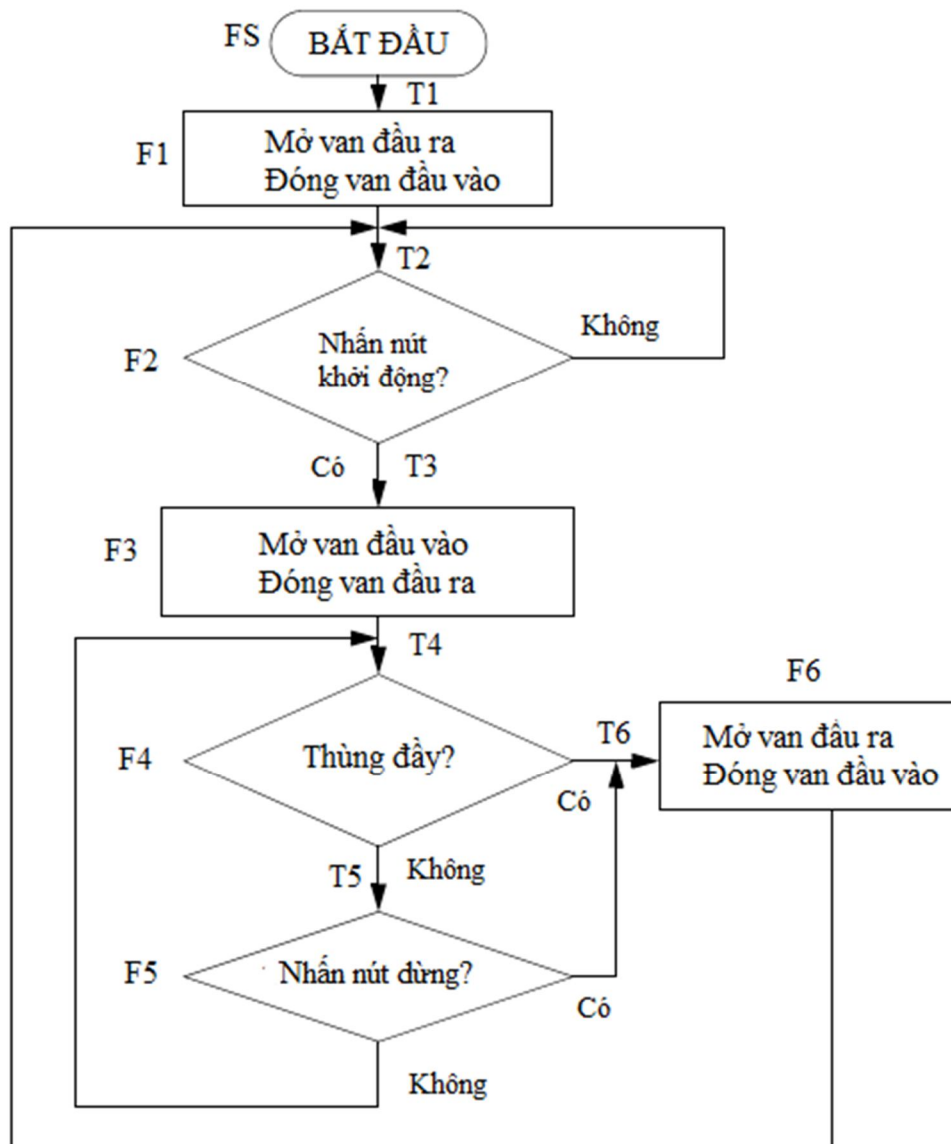 FS
BẮT ĐẦU
T1
F1
Mở van đầu ra
Đóng van đầu vào
T2
F2
Nhấn nút
khởi động?
Không
Có
T3
F3
Mở van đầu vào
Đóng van đầu ra
T4
F4
Thùng đầy?
T6
Có
F6
Mở van đầu ra
Đóng van đầu vào
T5
Không
F5
Nhấn nút dừng?
Có
Không